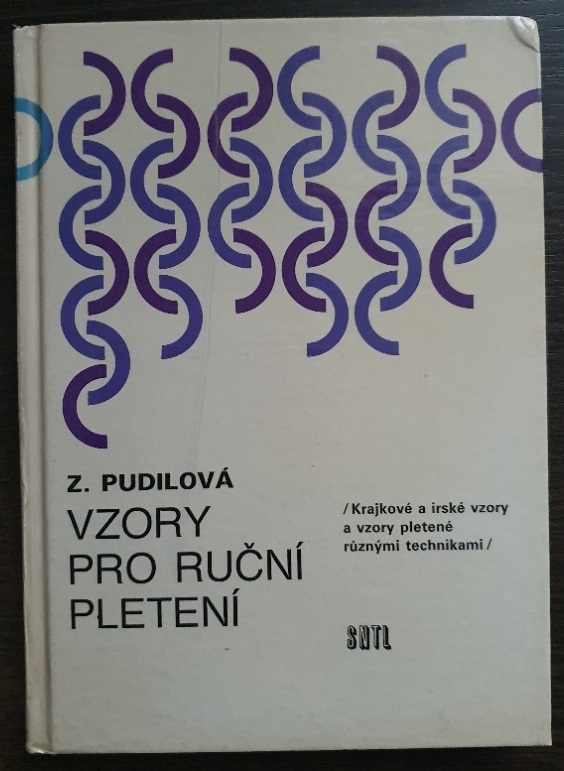 Z. PUDILOVÁ
VZORY
PRO RUČNÍ
PLETENÍ
/Krajkové a irské vzory
a vzory pletené
různými technikami/
SNTL